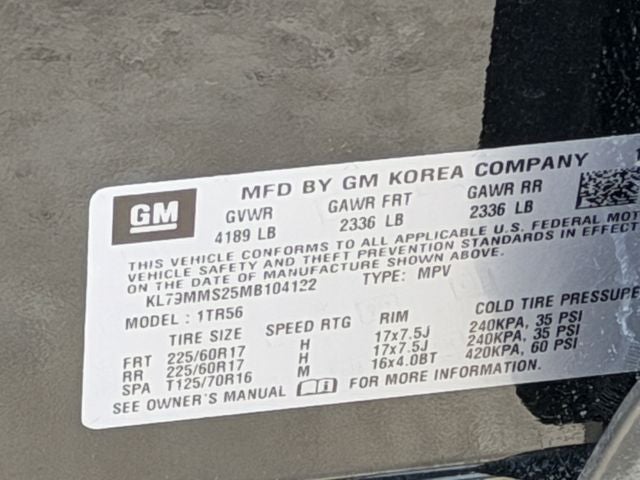 MFD BY GM KOREA COMPANY
GM
GVWR GAWR FRT GAWR RR
4189 LB 2336 LB 2336 LB
THIS VEHICLE CONFORMS TO ALL APPLICABLE U.S. FEDERAL
VEHICLE SAFETY AND THEFT PREVENTION STANDARDS IN EFFECT
ON THE DATE OF MANUFACTURE SHOWN ABOVE.
KL79MMS25MB104122 TYPE: MPV
MODEL: 1TR56
TIRE SIZE SPEED RTG RIM COLD TIRE PRESSURE
FRT 225/60R17 H 17x7.5J 240KPA, 35 PSI
RR 225/60R17 H 17x7.5J 240KPA, 35 PSI
SPA T125/70R16 M 16x4.0BT 420KPA, 60 PSI
SEE OWNER'S MANUAL FOR MORE INFORMATION.